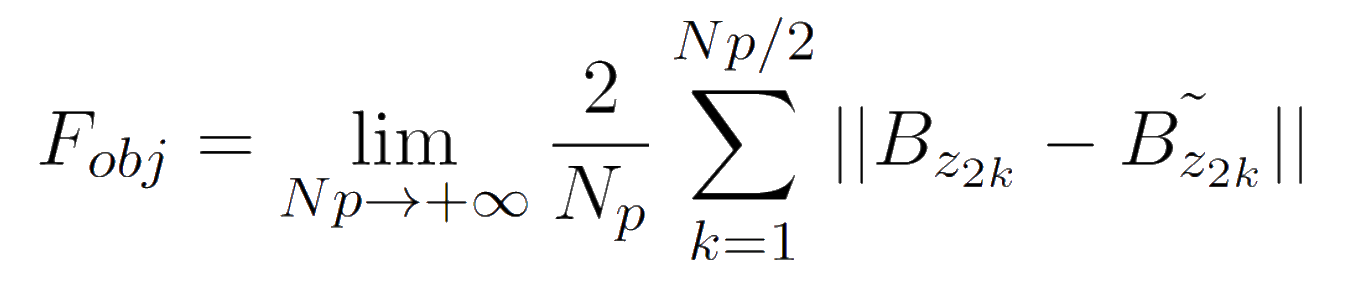 F_{obj} = \lim_{Np \to +\infty} \frac{2}{N_p} \sum_{k=1}^{Np/2} ||B_{z_{2k}} - \tilde{B_{z_{2k}}}||